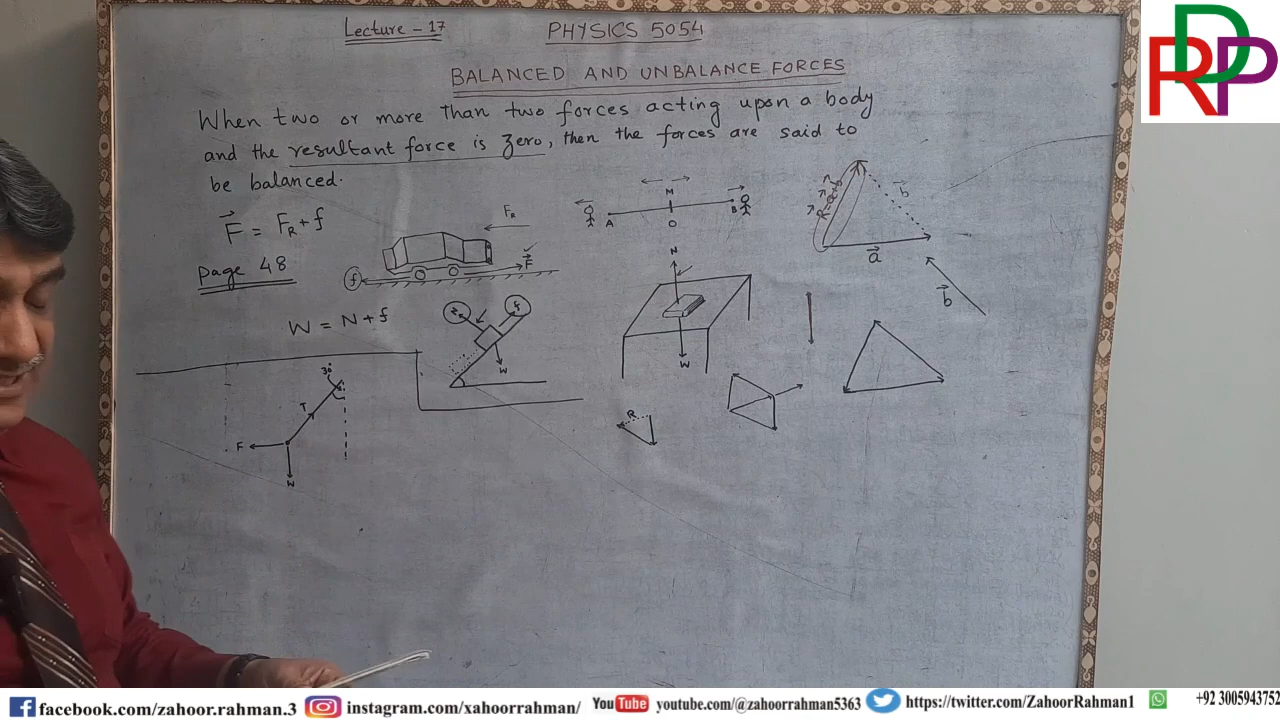 Lecture - 17
PHYSICS 5054
RDP
BALANCED AND UNBALANCE FORCES
When two or more than two forces acting upon a body
and the resultant force is zero, then the forces are said to
be balanced.
F = FR + f
Page 48
FR
f
F
A
M
O
B
R = a + b
b
a
b
W = N + f
f
W
N
W
30°
T
F
W
R
facebook.com/zahoor.rahman.3
instagram.com/xahoorrahman/
YouTube youtube.com/@zahoorrahman5363
https://twitter.com/ZahoorRahman1
+92 3005943752